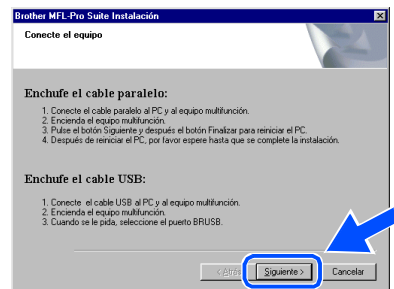 Brother MFL-Pro Suite Instalación
Conecte el equipo
Enchufe el cable paralelo:
1. Conecte el cable paralelo al PC y al equipo multifunción.
2. Encienda el equipo multifunción.
3. Pulse el botón Siguiente y después el botón Finalizar para reiniciar el PC.
4. Después de reiniciar el PC, por favor espere hasta que se complete la instalación.
Enchufe el cable USB:
1. Conecte el cable USB al PC y al equipo multifunción.
2. Encienda el equipo multifunción.
3. Cuando se le pida, seleccione el puerto BRUSB.
< Atrás Siguiente > Cancelar